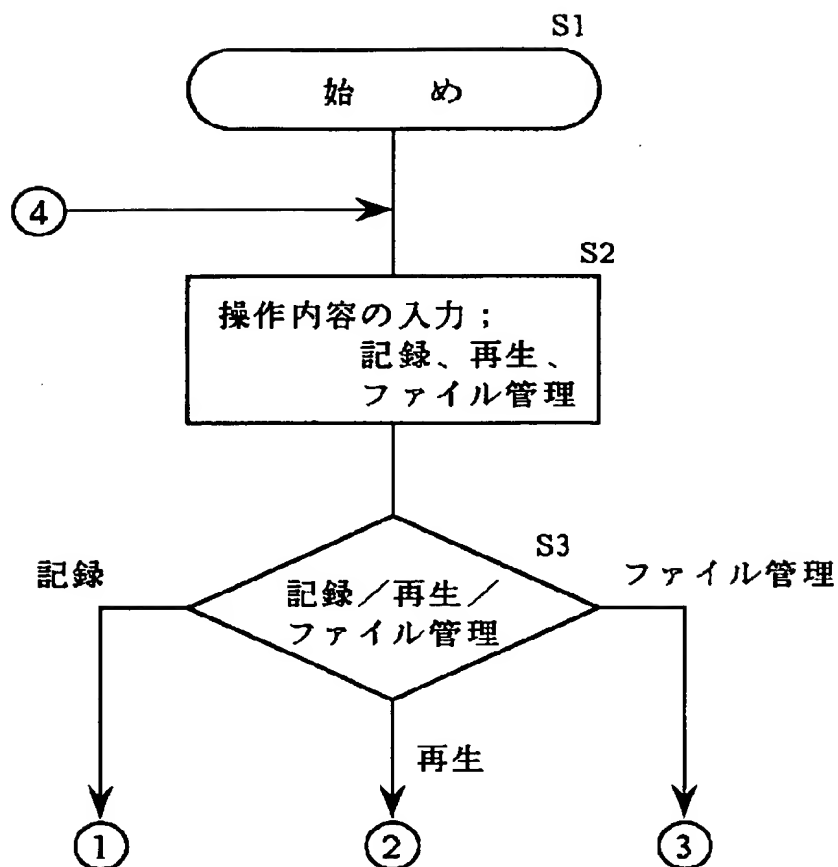 S1
始 め
④
S2
操作内容の入力；
記録、再生、
ファイル管理
S3
記録
ファイル管理
記録／再生／
ファイル管理
再生
①
②
③